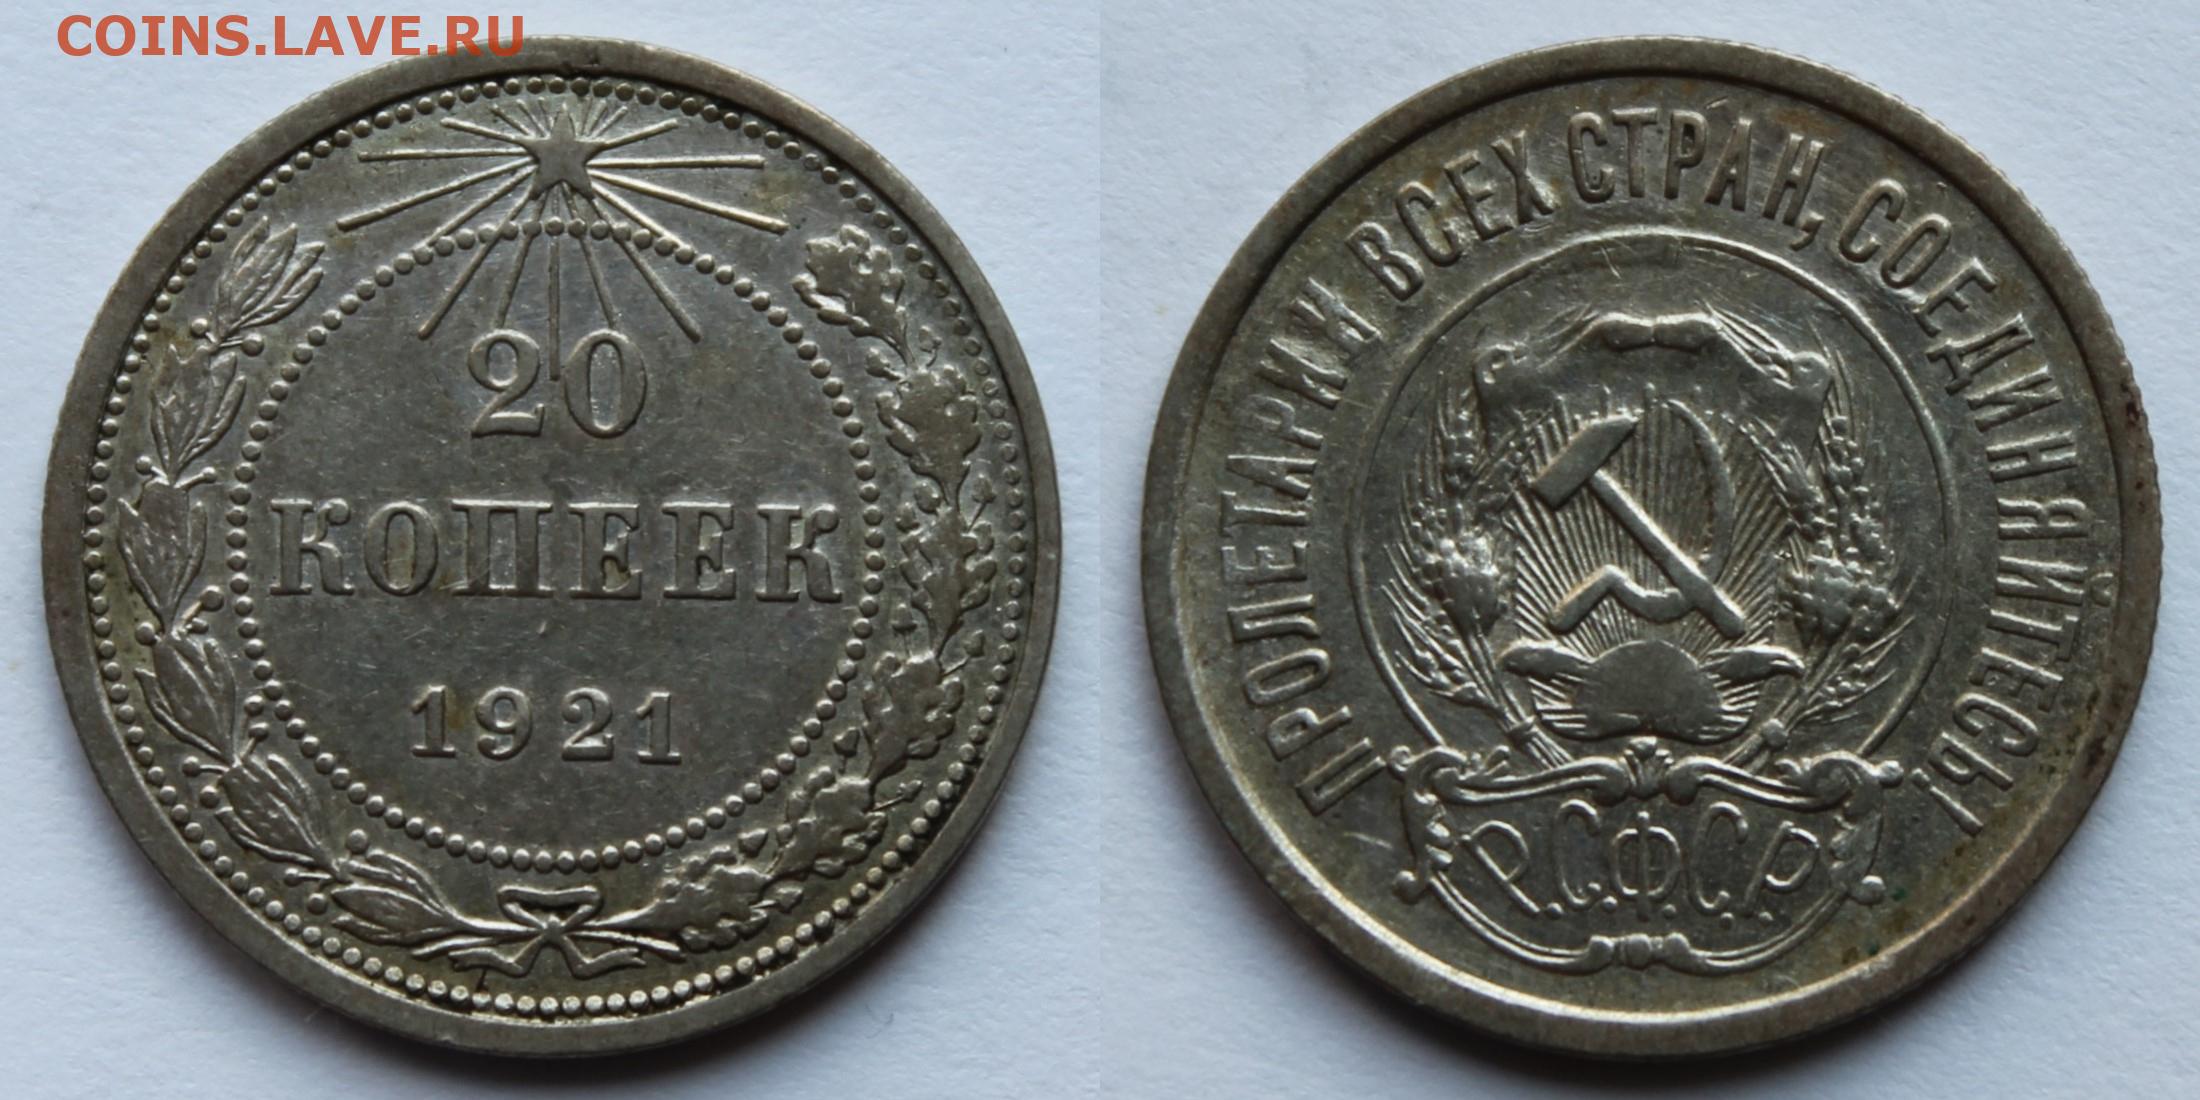 COINS.LAVE.RU
20
КОПЕЕК
1921
ПРОЛЕТАРИИ ВСЕХ СТРАН, СОЕДИНЯЙТЕСЬ!
Р.С.Ф.С.Р.